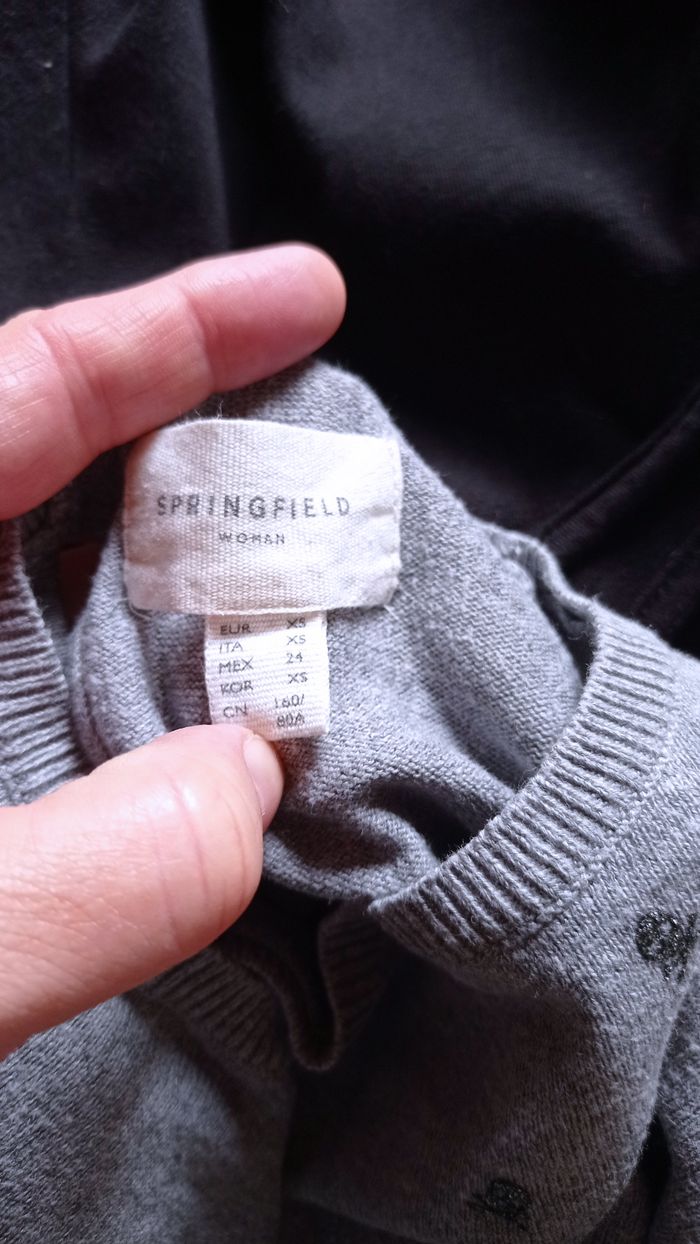 SPRINGFIELD
WOMAN
EUR XS
ITA XS
MEX 24
KOR XS
CN 160/
80A